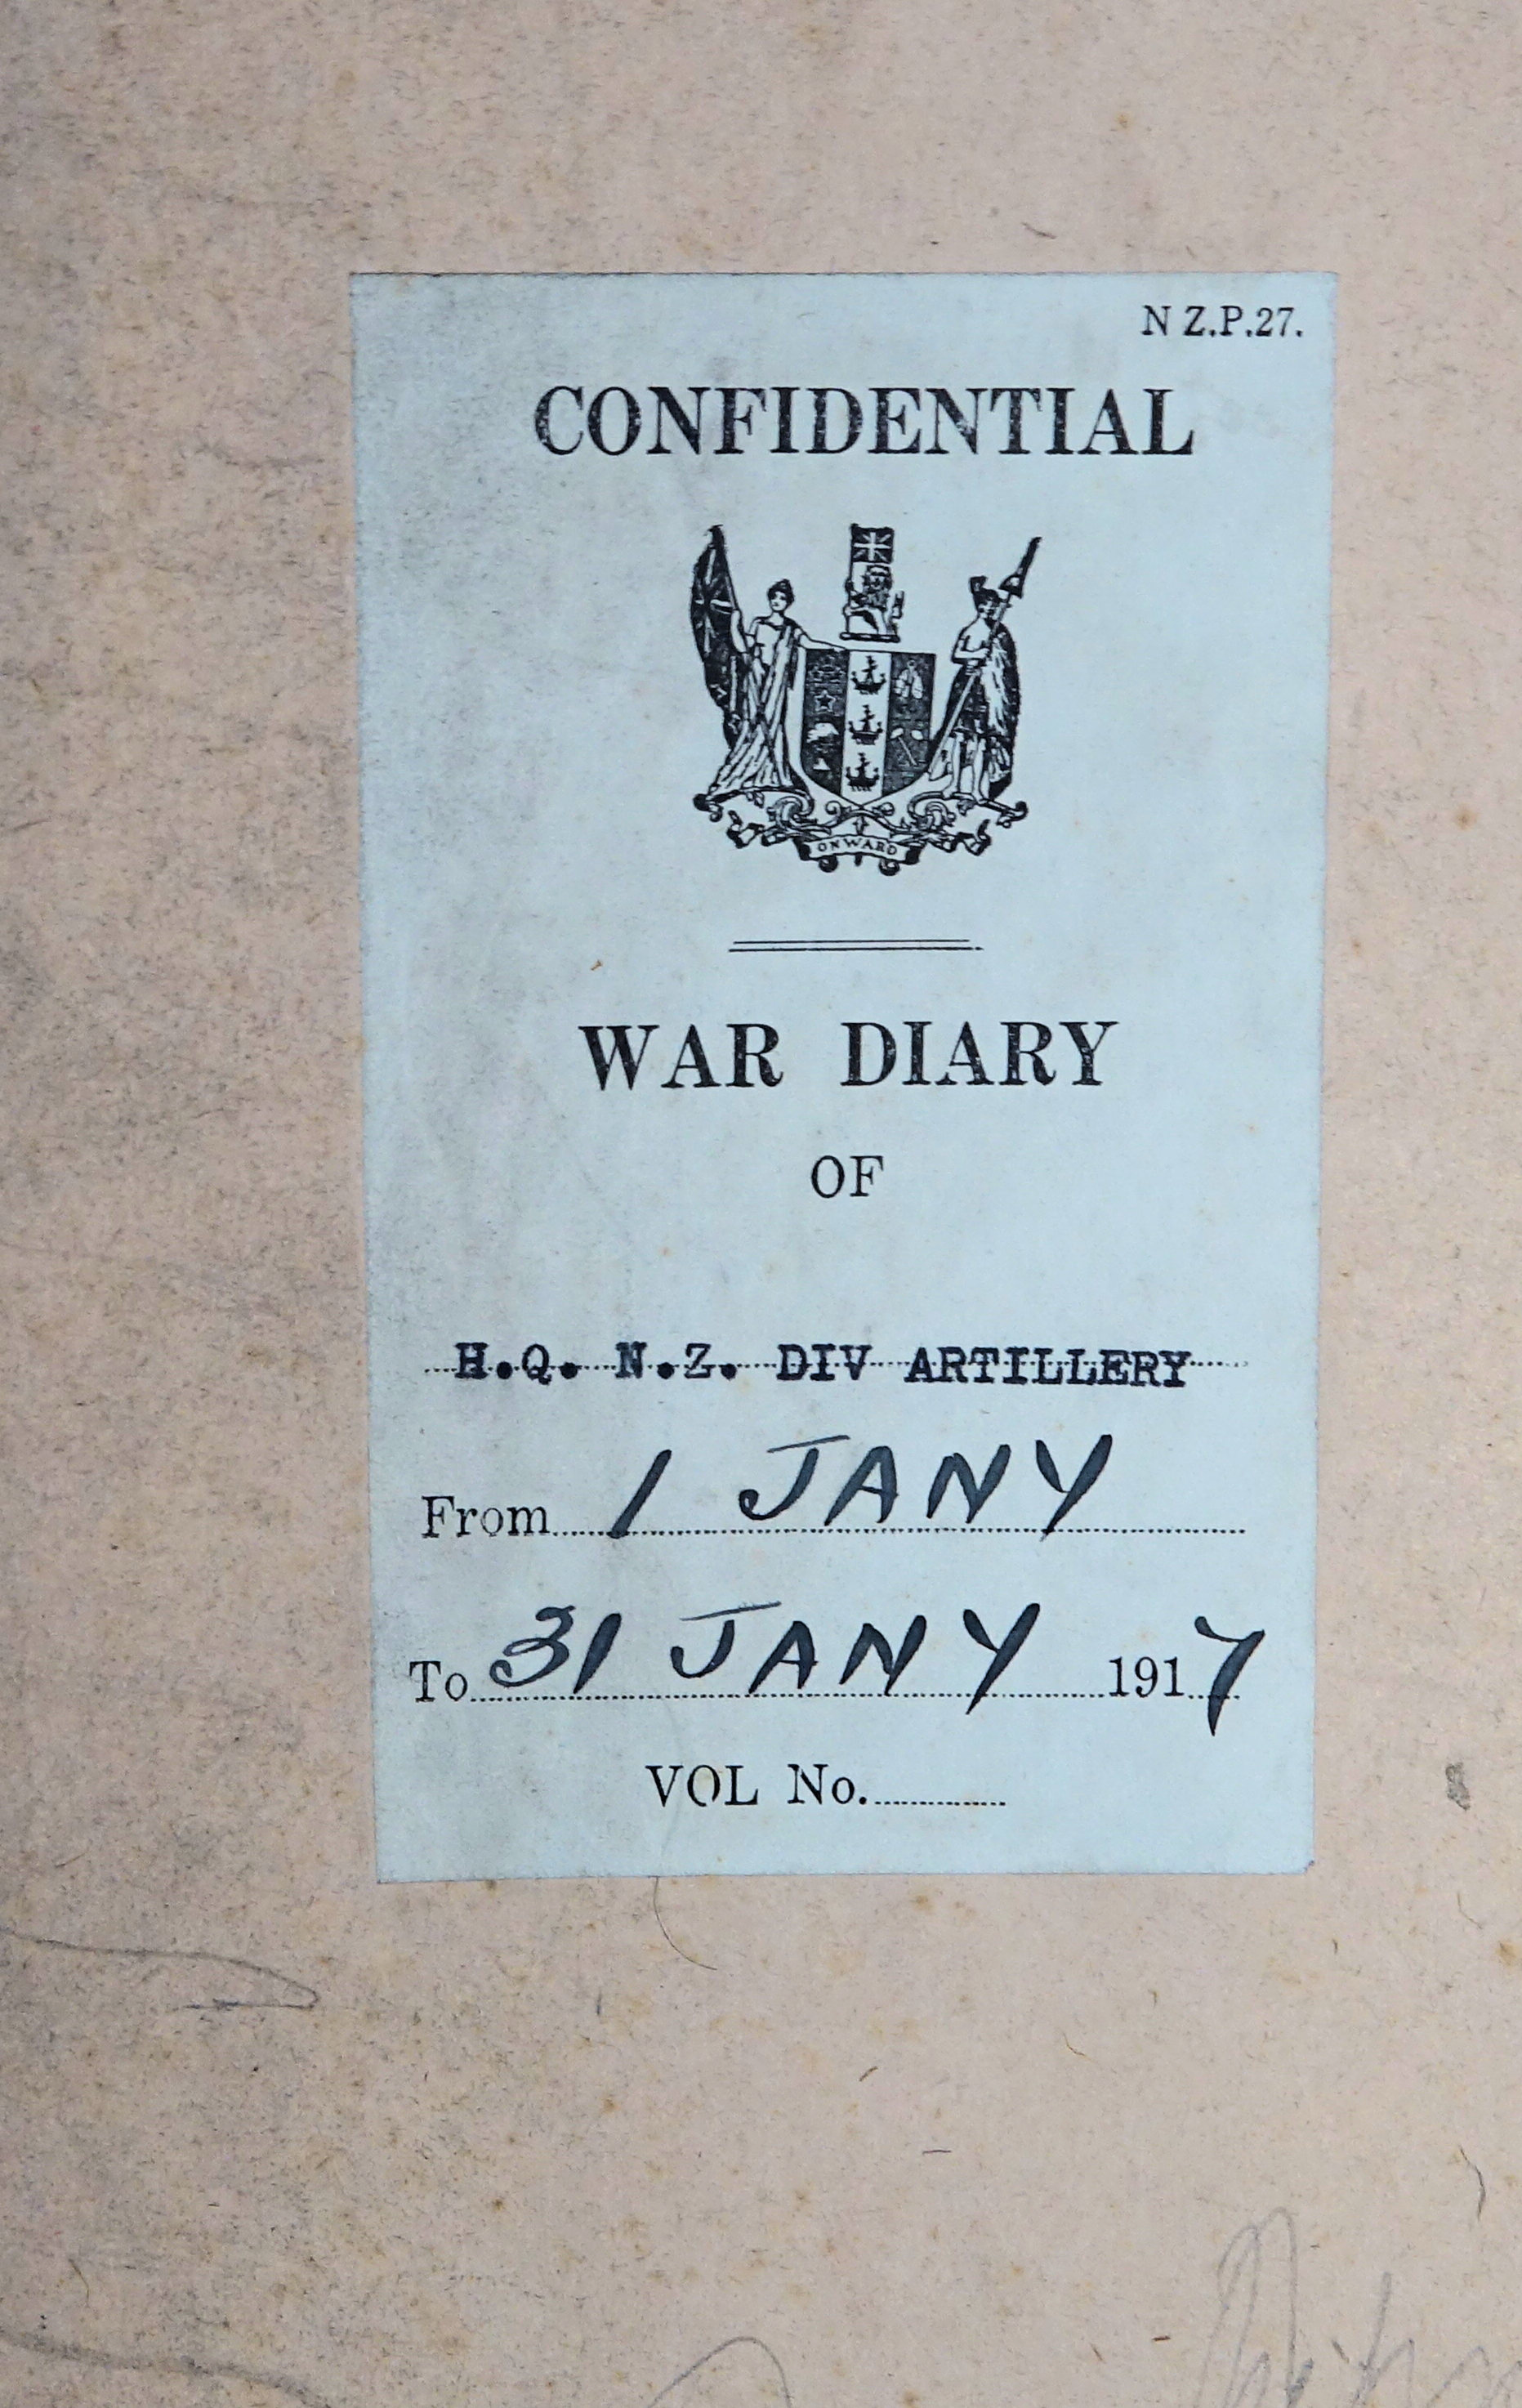 N Z.P.27.
CONFIDENTIAL
ONWARD
WAR DIARY
OF
H.Q. N.Z. DIV ARTILLERY
From 1 JANY
To 31 JANY 1917
VOL No.